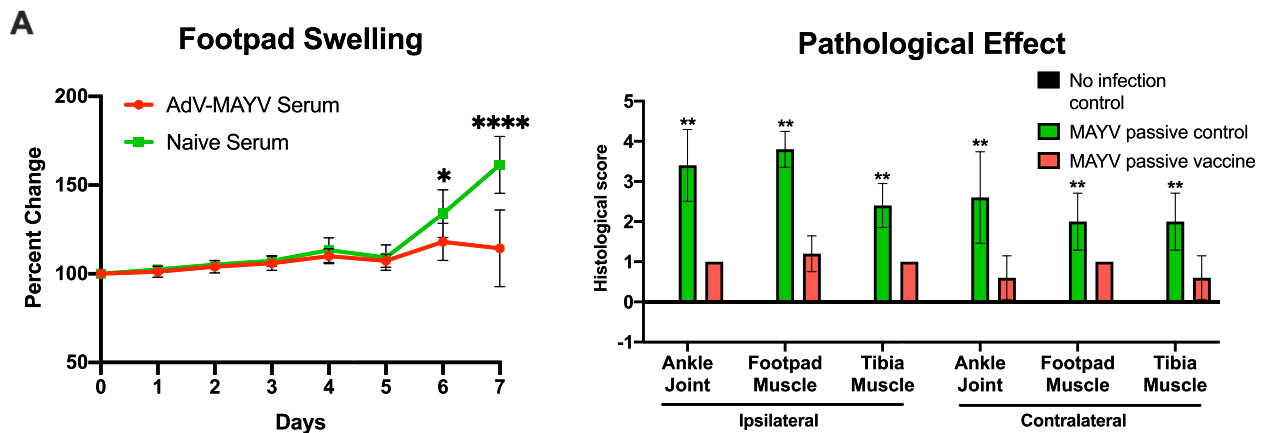 A
Footpad Swelling
AdV-MAYV Serum
Naive Serum
Percent Change
200
150
100
50
****
*
0 1 2 3 4 5 6 7
Days
Pathological Effect
No infection
control
MAYV passive control
MAYV passive vaccine
Histological score
5
4
3
2
1
0
-1
** ** ** ** ** **
Ankle Joint
Footpad Muscle
Tibia Muscle
Ankle Joint
Footpad Muscle
Tibia Muscle
Ipsilateral
Contralateral